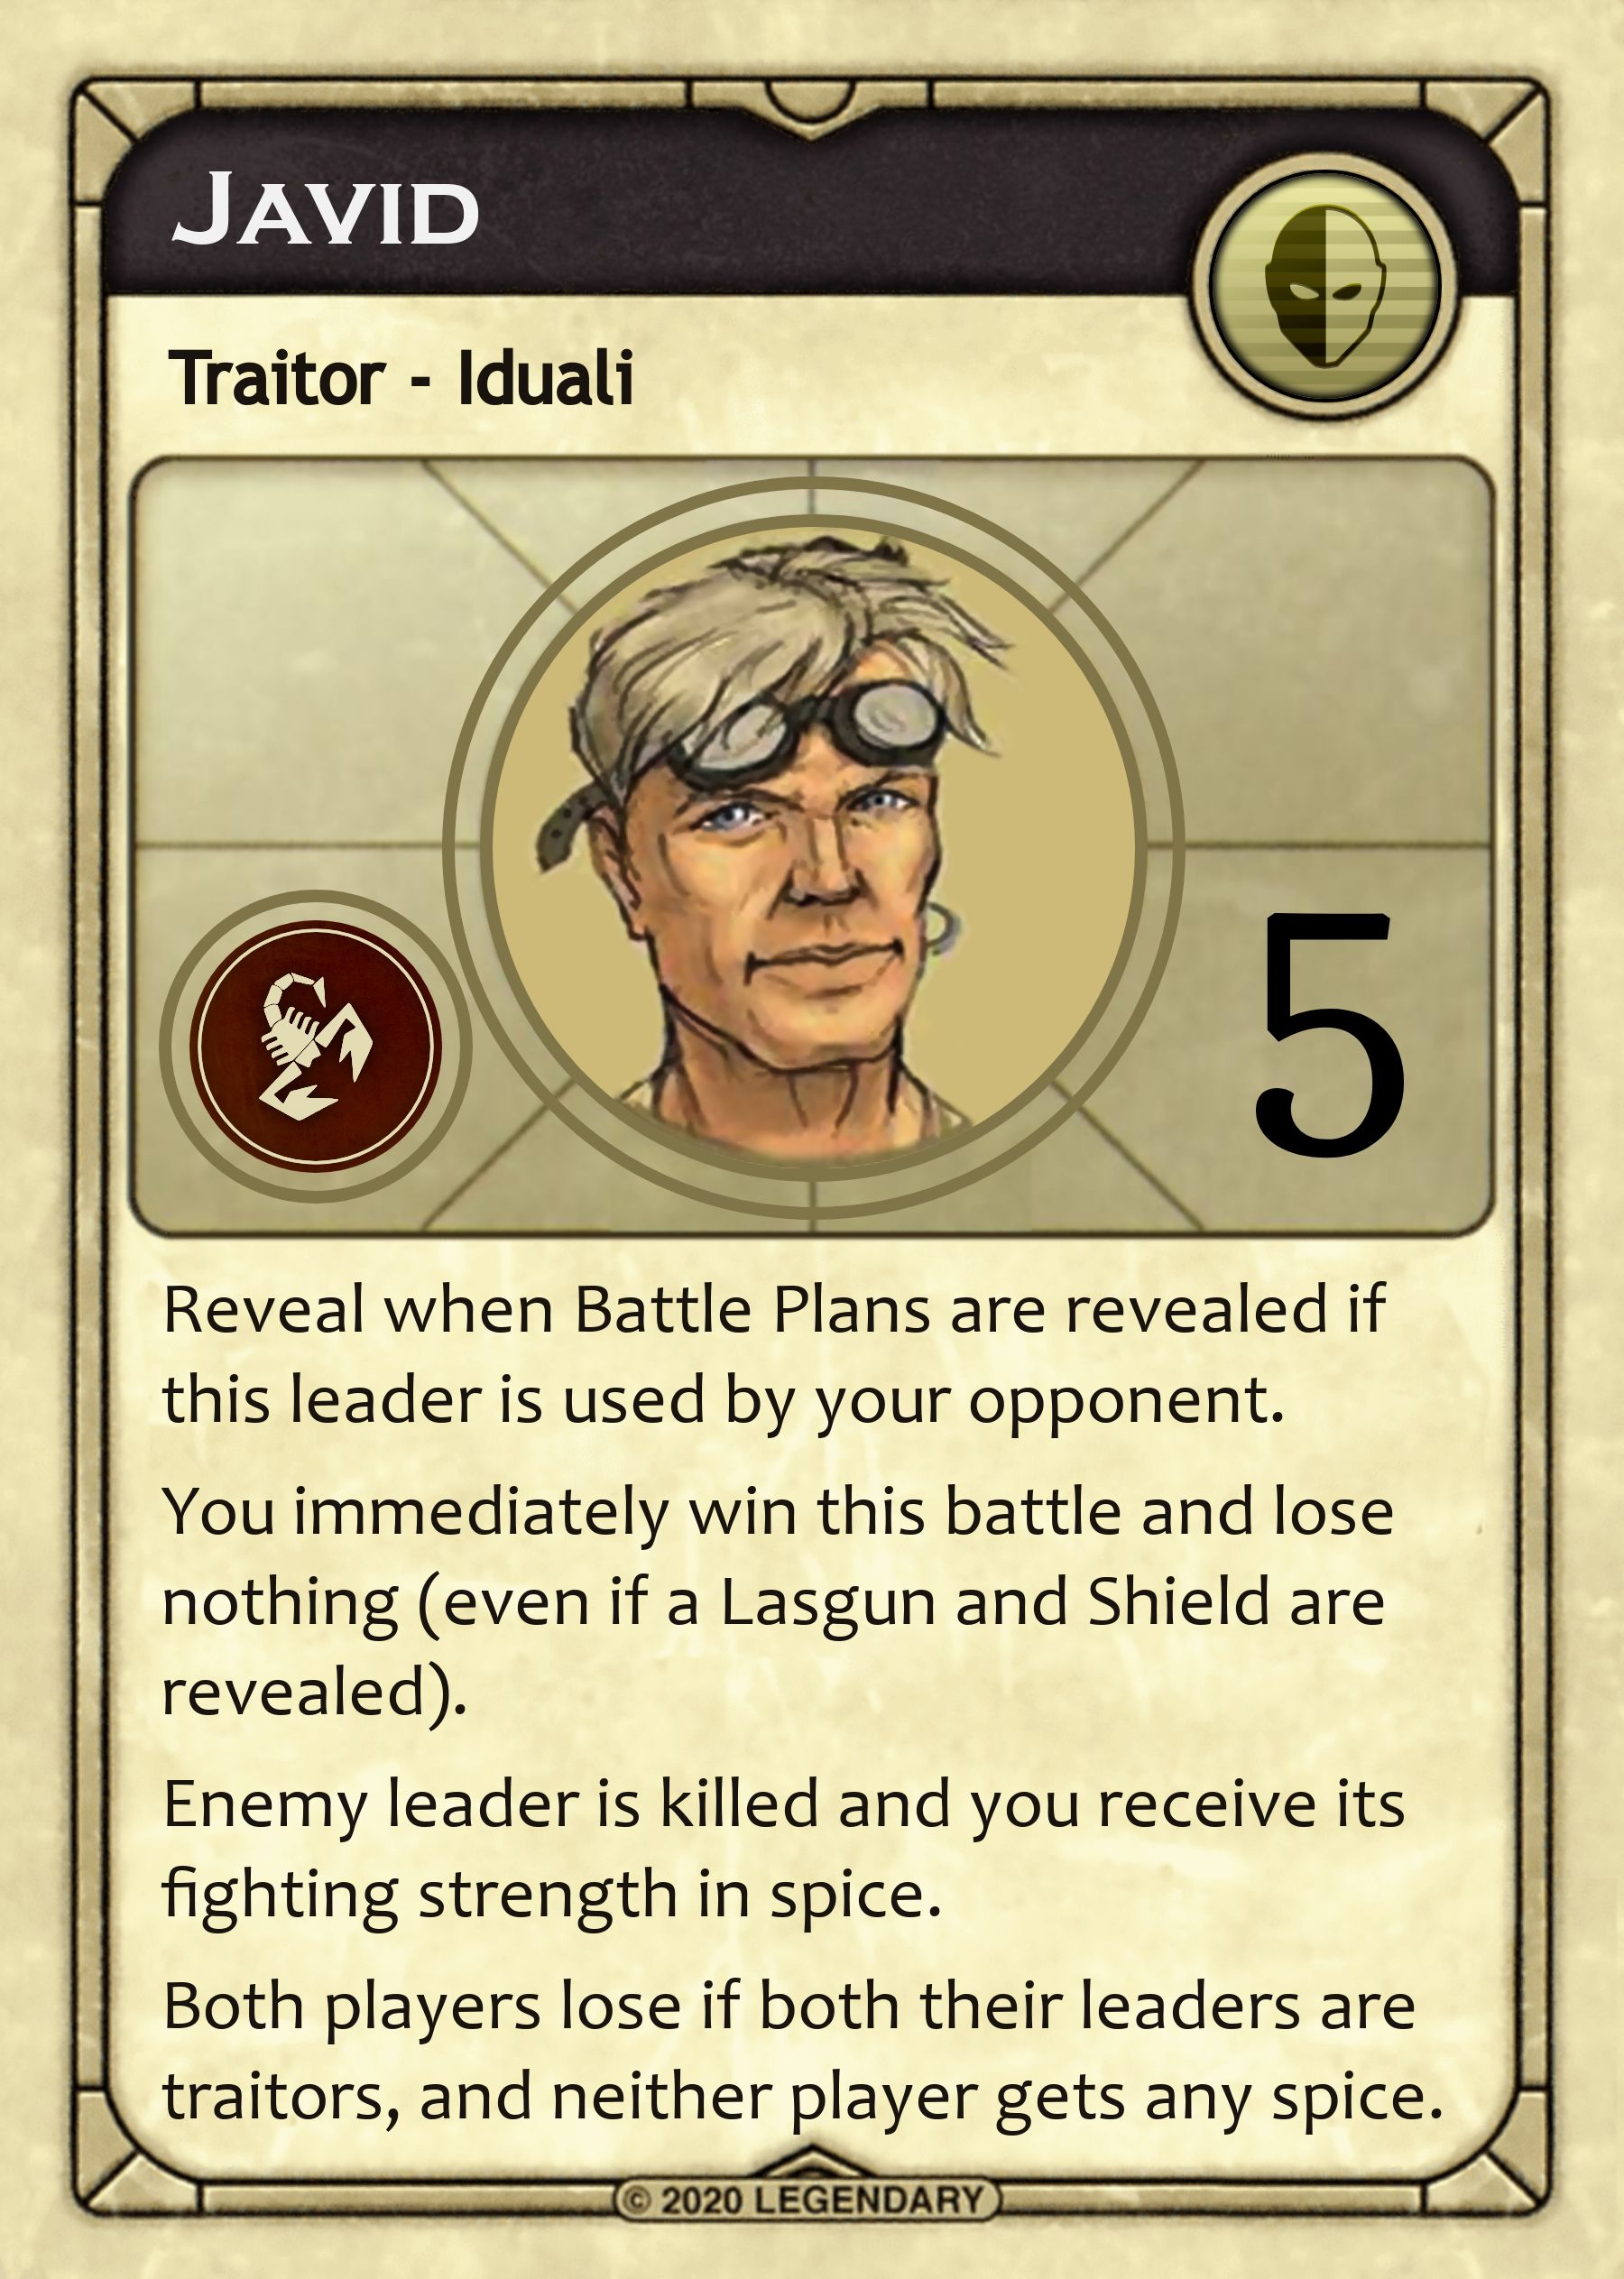 Javid
Traitor - Iduali
5
Reveal when Battle Plans are revealed if
this leader is used by your opponent.
You immediately win this battle and lose
nothing (even if a Lasgun and Shield are
revealed).
Enemy leader is killed and you receive its
fighting strength in spice.
Both players lose if both their leaders are
traitors, and neither player gets any spice.
© 2020 LEGENDARY